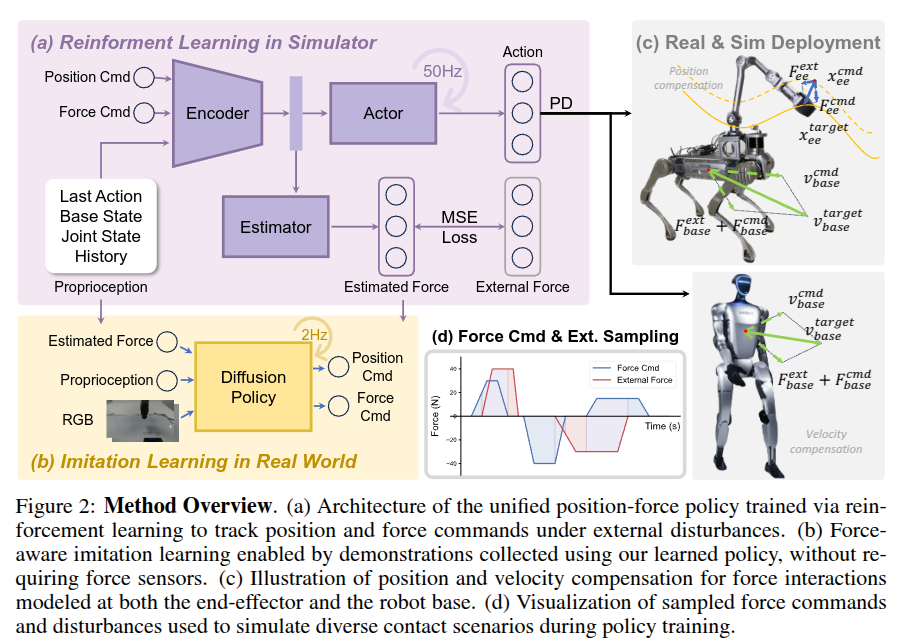 (a) Reinforment Learning in Simulator
Position Cmd
Force Cmd
Encoder
Actor
50Hz
Action
PD
Last Action
Base State
Joint State
History
Proprioception
Estimator
MSE
Loss
Estimated Force
External Force
Estimated Force
Proprioception
RGB
2Hz
Diffusion
Policy
Position
Cmd
Force
Cmd
(b) Imitation Learning in Real World
(c) Real & Sim Deployment
Position
compensation
F_ee^ext
x_ee^cmd
F_ee^cmd
x_ee^target
v_base^cmd
v_base^target
F_base^ext + F_base^cmd
v_base^cmd
v_base^target
F_base^ext + F_base^cmd
Velocity
compensation
(d) Force Cmd & Ext. Sampling
Force Cmd
External Force
Force (N)
40
20
0
−20
−40
Time (s)
Figure 2: Method Overview. (a) Architecture of the unified position-force policy trained via rein-
forcement learning to track position and force commands under external disturbances. (b) Force-
aware imitation learning enabled by demonstrations collected using our learned policy, without re-
quiring force sensors. (c) Illustration of position and velocity compensation for force interactions
modeled at both the end-effector and the robot base. (d) Visualization of sampled force commands
and disturbances used to simulate diverse contact scenarios during policy training.